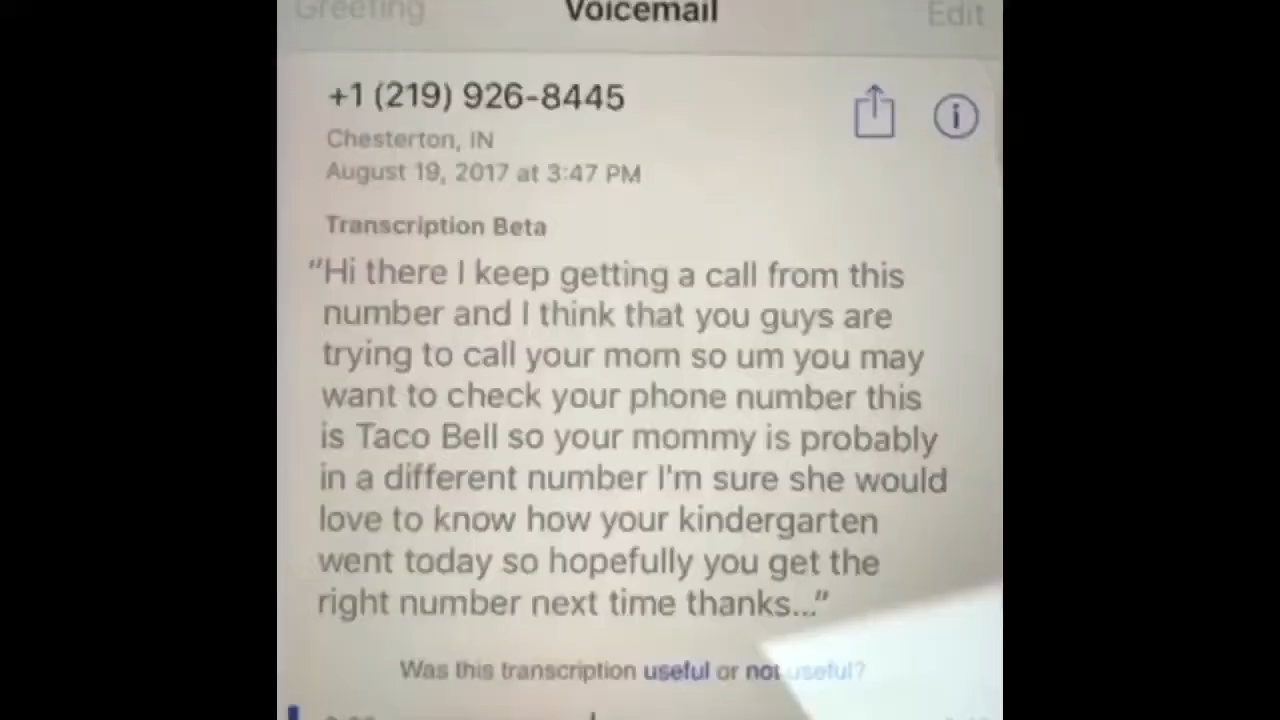 Greeting Voicemail Edit
+1 (219) 926-8445
Chesterton, IN
August 19, 2017 at 3:47 PM
Transcription Beta
“Hi there I keep getting a call from this
number and I think that you guys are
trying to call your mom so um you may
want to check your phone number this
is Taco Bell so your mommy is probably
in a different number I'm sure she would
love to know how your kindergarten
went today so hopefully you get the
right number next time thanks...”
Was this transcription useful or not useful?